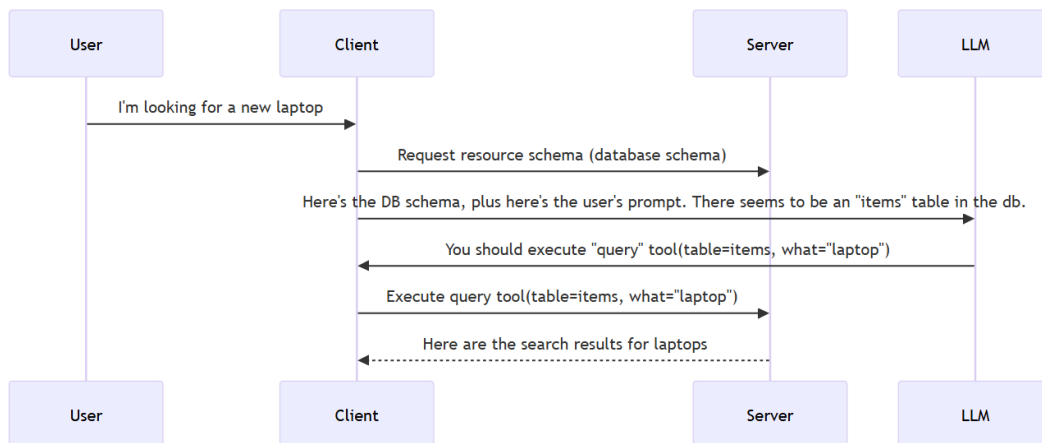 User Client Server LLM
I'm looking for a new laptop
Request resource schema (database schema)
Here's the DB schema, plus here's the user's prompt. There seems to be an "items" table in the db.
You should execute "query" tool(table=items, what="laptop")
Execute query tool(table=items, what="laptop")
Here are the search results for laptops
User Client Server LLM